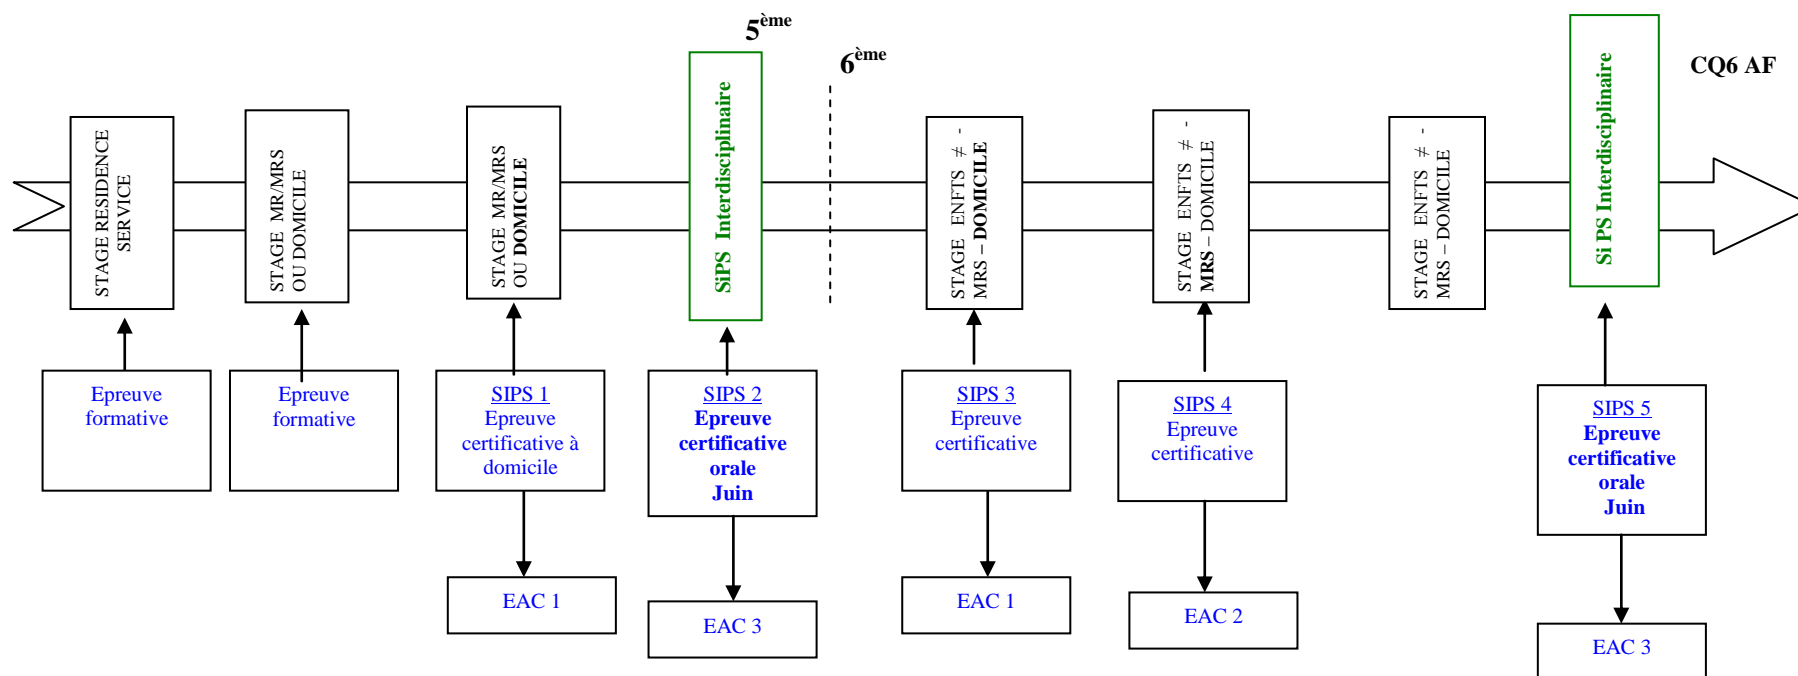 5ème
6ème
CQ6 AF
STAGE RESIDENCE
SERVICE
STAGE MR/MRS
OU DOMICILE
STAGE MR/MRS
OU DOMICILE
SiPS Interdisciplinaire
STAGE ENFTS ≠ -
MRS – DOMICILE
STAGE ENFTS ≠ -
MRS – DOMICILE
STAGE ENFTS ≠ -
MRS – DOMICILE
Si PS Interdisciplinaire
Epreuve
formative
Epreuve
formative
SIPS 1
Epreuve
certificative à
domicile
SIPS 2
Epreuve
certificative
orale
Juin
SIPS 3
Epreuve
certificative
SIPS 4
Epreuve
certificative
SIPS 5
Epreuve
certificative
orale
Juin
EAC 1
EAC 3
EAC 1
EAC 2
EAC 3